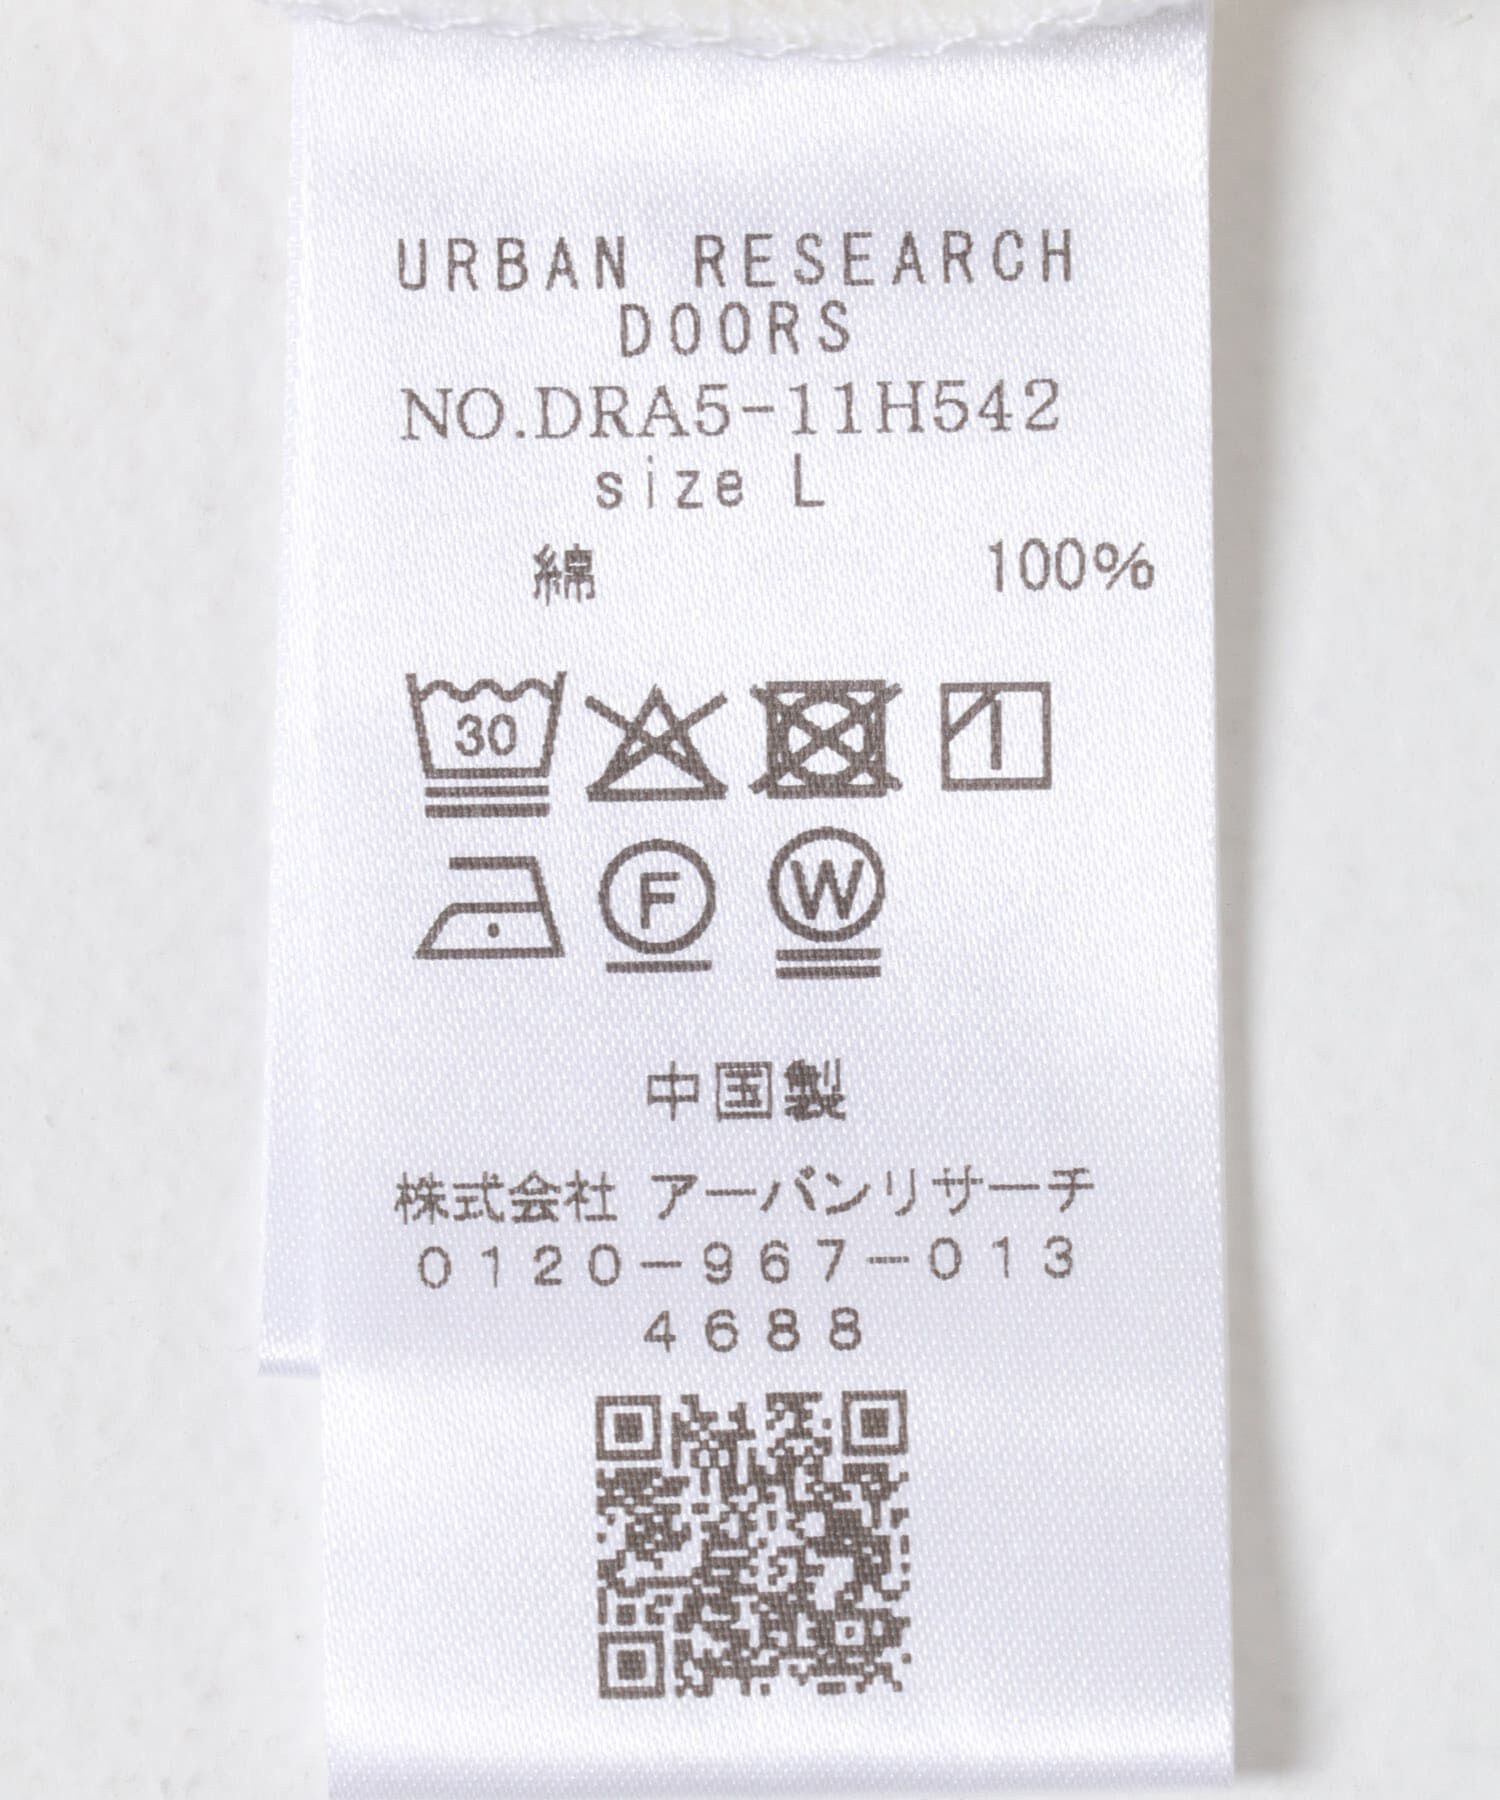 URBAN RESEARCH
DOORS
NO.DRA5-11H542
size L
綿 100%
30
F W
中国製
株式会社 アーバンリサーチ
0120-967-013
4688